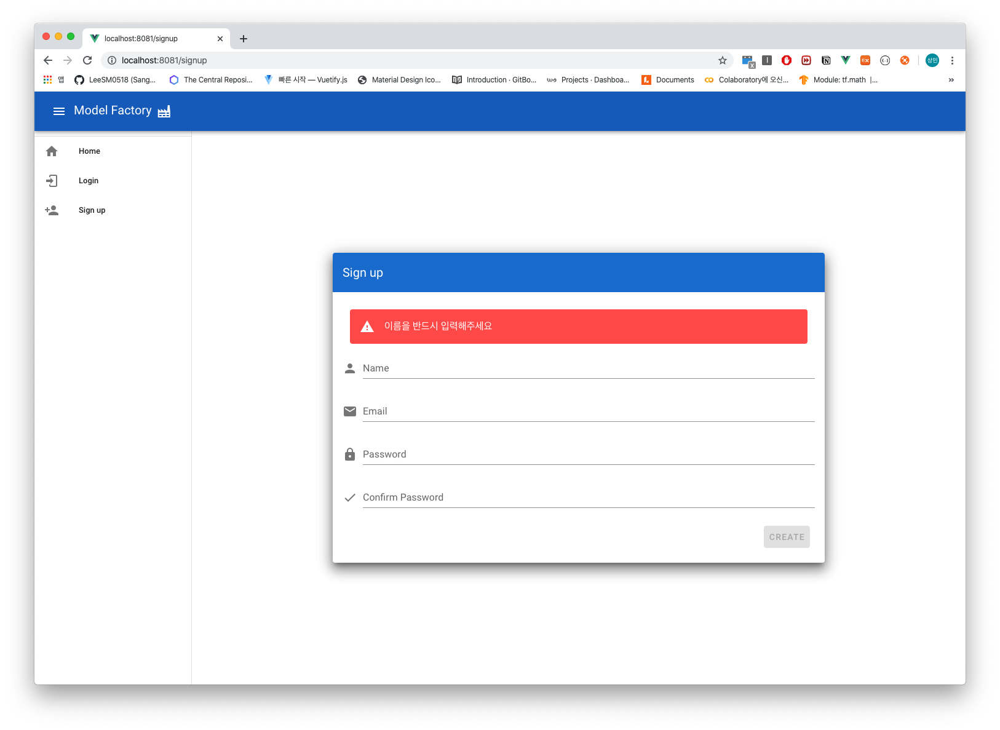 localhost:8081/signup
localhost:8081/signup
상민
앱
LeeSM0518 (Sang...
The Central Reposi...
빠른 시작 — Vuetify.js
Material Design Ico...
Introduction · GitBo...
Projects · Dashboa...
Documents
Colaboratory에 오신...
Module: tf.math |...
Model Factory
Home
Login
Sign up
Sign up
이름을 반드시 입력해주세요
Name
Email
Password
Confirm Password
CREATE